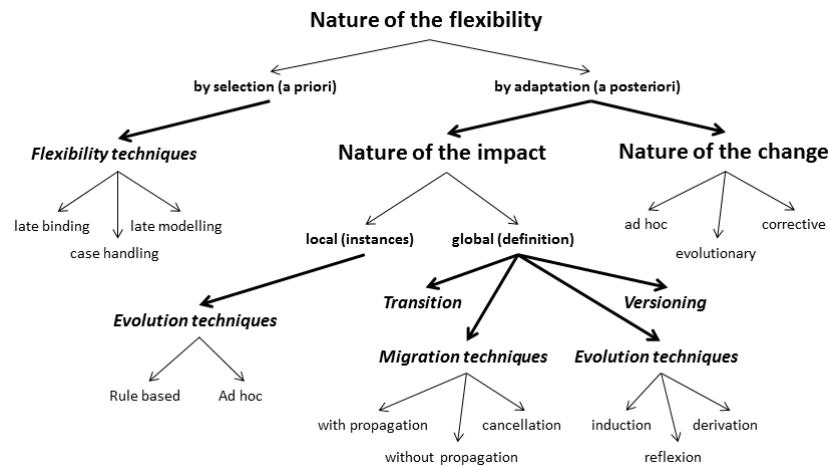 Nature of the flexibility
by selection (a priori)
by adaptation (a posteriori)
Flexibility techniques
Nature of the impact
Nature of the change
late binding
late modelling
case handling
local (instances)
global (definition)
ad hoc
corrective
evolutionary
Evolution techniques
Transition
Versioning
Migration techniques
Evolution techniques
Rule based
Ad hoc
with propagation
cancellation
without propagation
induction
derivation
reflexion